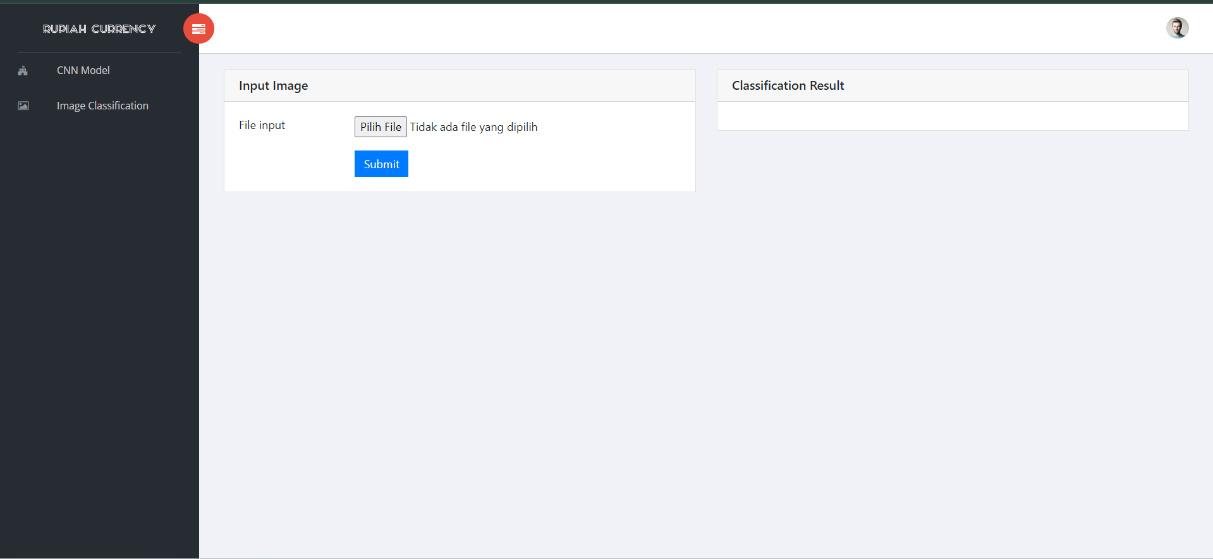 RUPIAH CURRENCY
CNN Model
Image Classification
Input Image
File input
Pilih File Tidak ada file yang dipilih
Submit
Classification Result